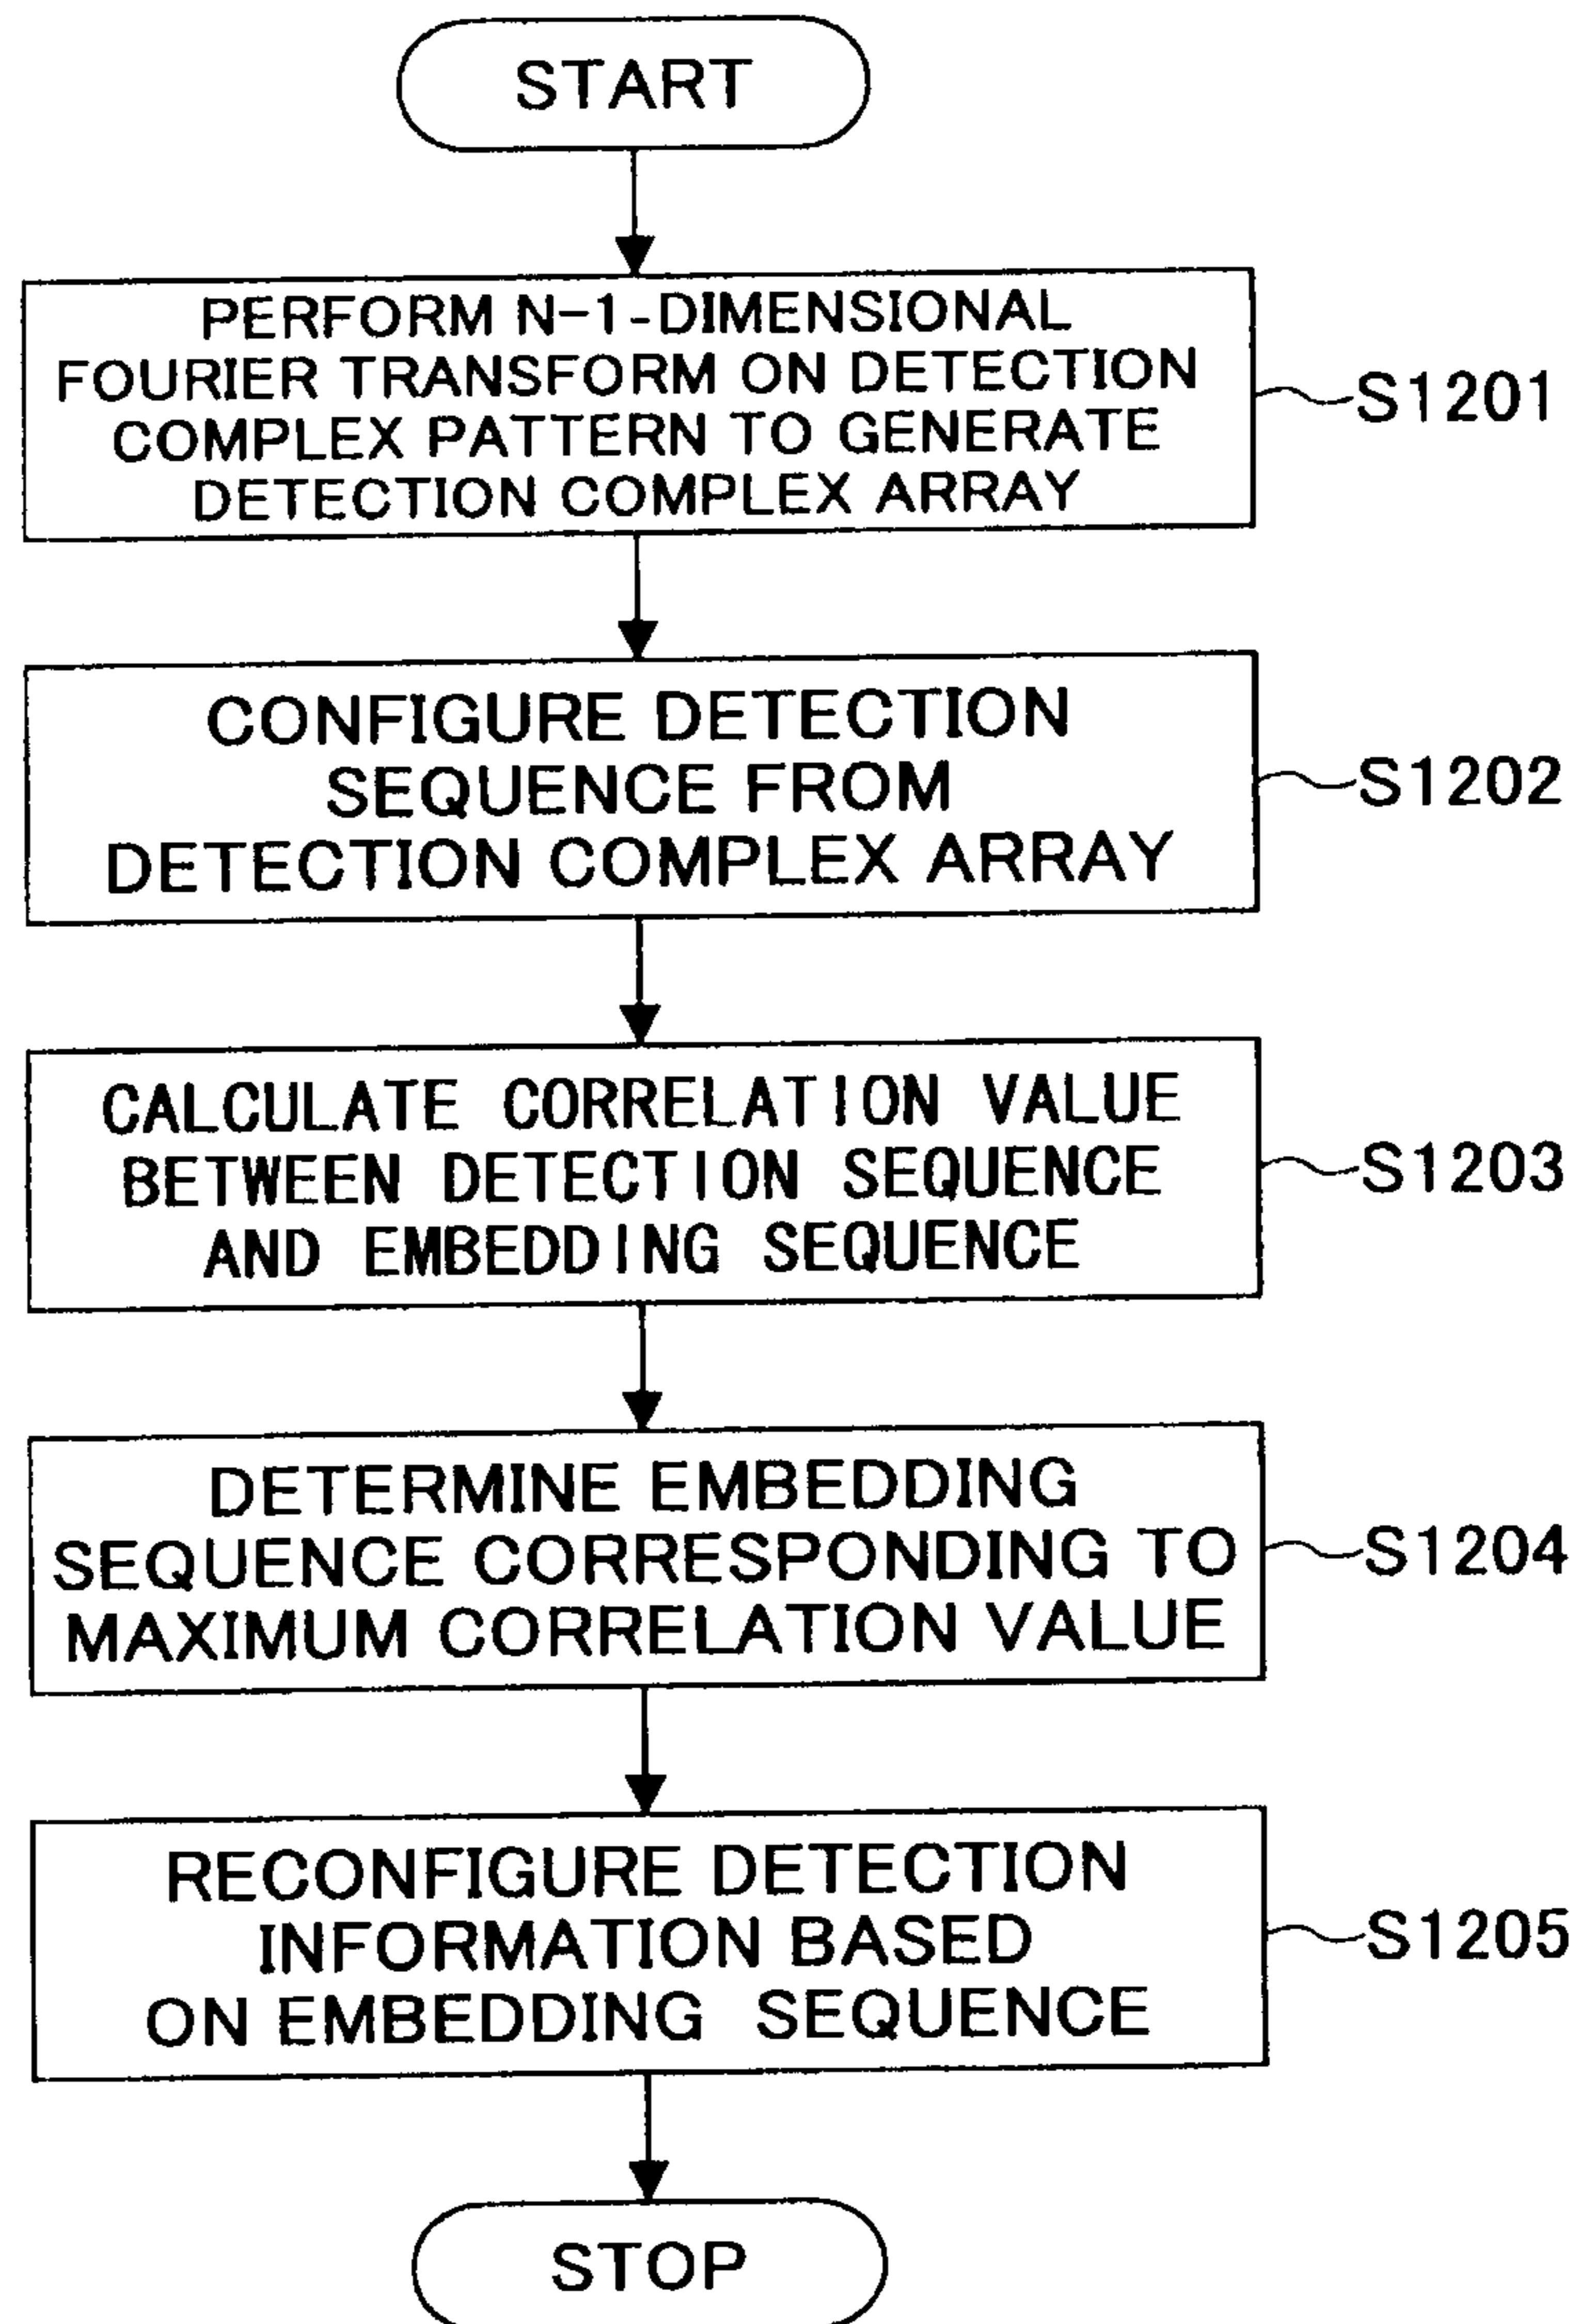 START
PERFORM N-1-DIMENSIONAL
FOURIER TRANSFORM ON DETECTION
COMPLEX PATTERN TO GENERATE
DETECTION COMPLEX ARRAY
S1201
CONFIGURE DETECTION
SEQUENCE FROM
DETECTION COMPLEX ARRAY
S1202
CALCULATE CORRELATION VALUE
BETWEEN DETECTION SEQUENCE
AND EMBEDDING SEQUENCE
S1203
DETERMINE EMBEDDING
SEQUENCE CORRESPONDING TO
MAXIMUM CORRELATION VALUE
S1204
RECONFIGURE DETECTION
INFORMATION BASED
ON EMBEDDING SEQUENCE
S1205
STOP